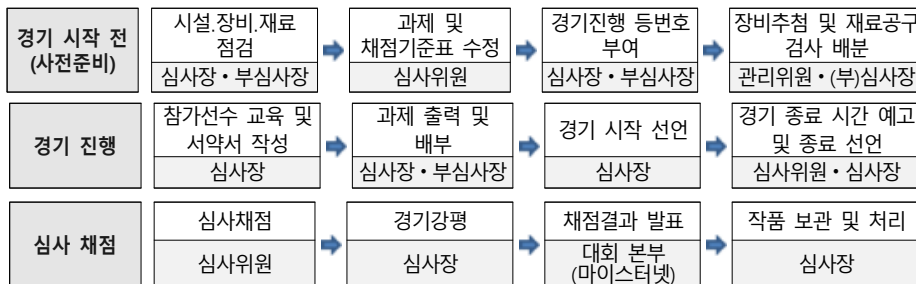 경기 시작 전
(사전준비)
시설.장비.재료
점검
심사장・부심사장
과제 및
채점기준표 수정
심사위원
경기진행 등번호
부여
심사장・부심사장
장비추첨 및 재료공구
검사 배분
관리위원・(부)심사장
경기 진행
참가선수 교육 및
서약서 작성
심사장
과제 출력 및
배부
심사장・부심사장
경기 시작 선언
심사장
경기 종료 시간 예고
및 종료 선언
심사위원・심사장
심사 채점
심사채점
심사위원
경기강평
심사장
채점결과 발표
대회 본부
(마이스터넷)
작품 보관 및 처리
심사장